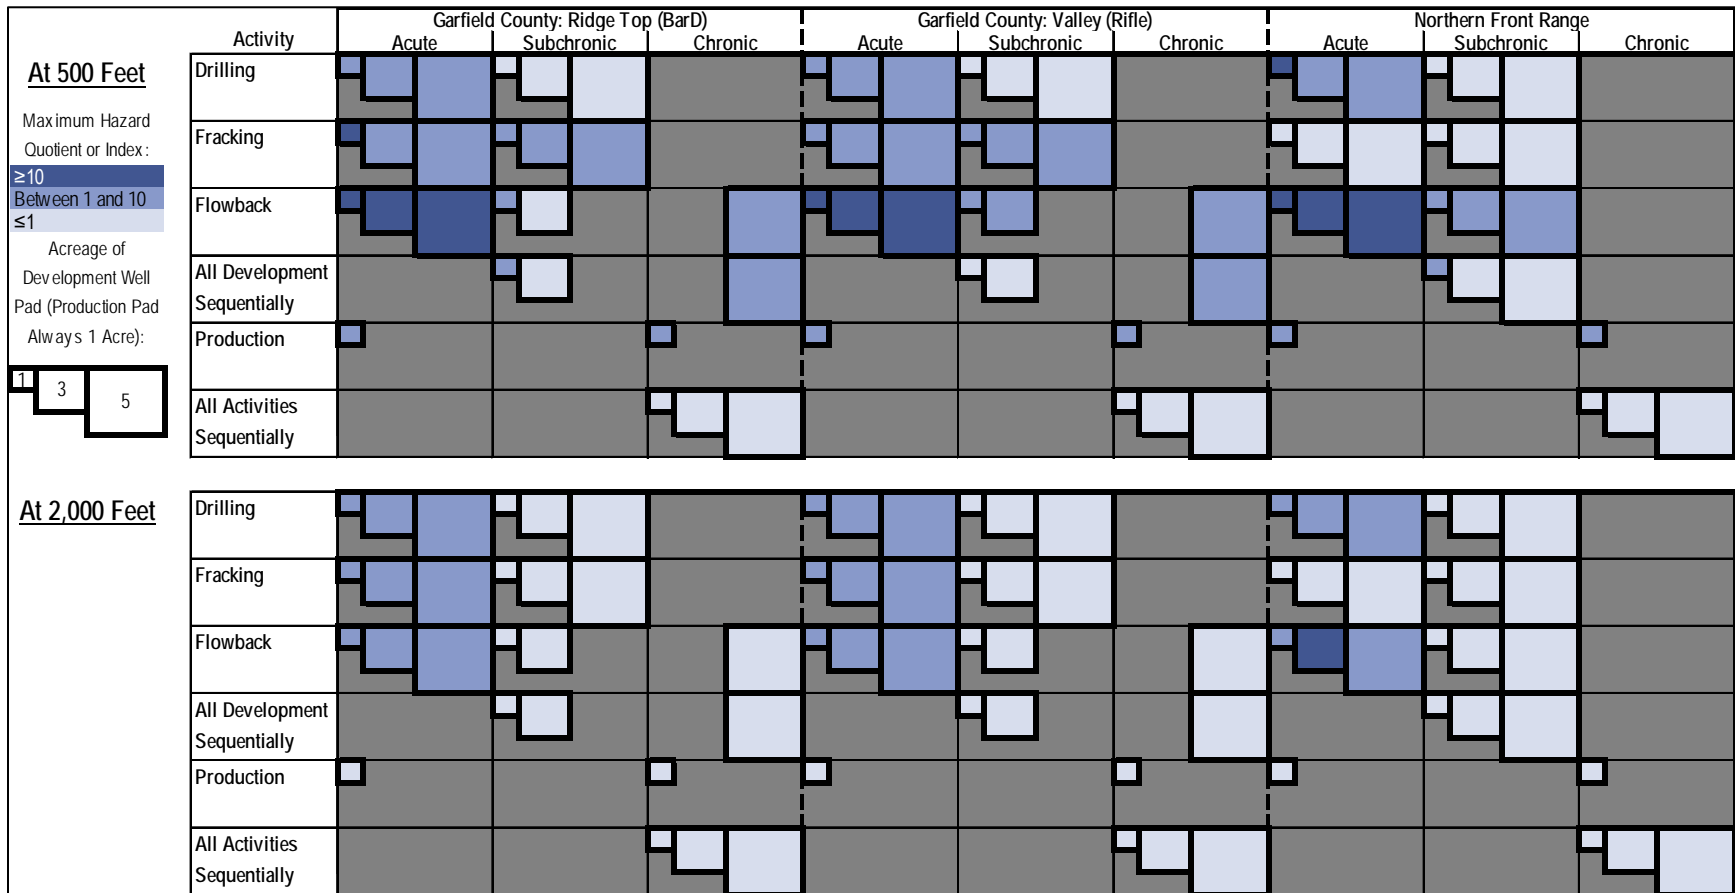 Garfield County: Ridge Top (BarD) Garfield County: Valley (Rifle) Northern Front Range
Activity Acute Subchronic Chronic Acute Subchronic Chronic Acute Subchronic Chronic
At 500 Feet
Maximum Hazard
Quotient or Index:
≥10
Between 1 and 10
≤1
Acreage of
Development Well
Pad (Production Pad
Always 1 Acre):
1 3 5
Drilling
Fracking
Flowback
All Development
Sequentially
Production
All Activities
Sequentially
At 2,000 Feet
Drilling
Fracking
Flowback
All Development
Sequentially
Production
All Activities
Sequentially